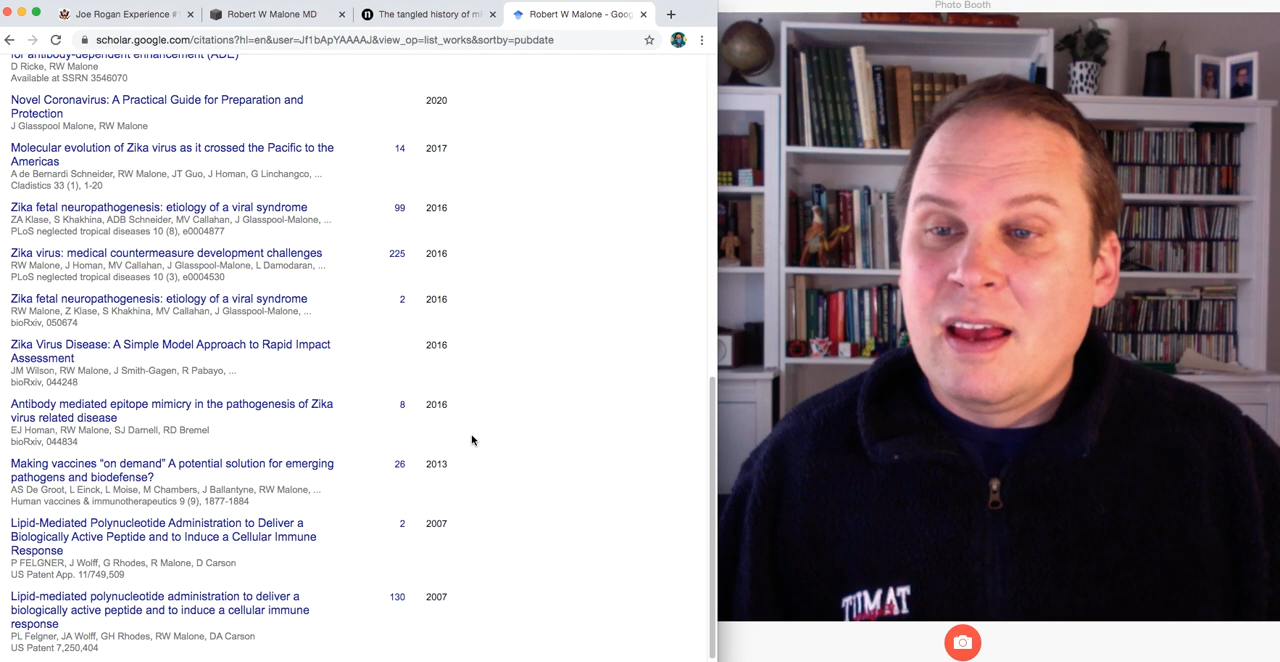 Photo Booth
Joe Rogan Experience #1
Robert W Malone MD
The tangled history of m
Robert W Malone - Goog
scholar.google.com/citations?hl=en&user=Jf1bApYAAAAJ&view_op=list_works&sortby=pubdate
for antibody-dependent enhancement (ADE)
D Ricke, RW Malone
Available at SSRN 3546070
Novel Coronavirus: A Practical Guide for Preparation and 2020
Protection
J Glasspool Malone, RW Malone
Molecular evolution of Zika virus as it crossed the Pacific to the 14 2017
Americas
A de Bernardi Schneider, RW Malone, JT Guo, J Homan, G Linchangco, ...
Cladistics 33 (1), 1-20
Zika fetal neuropathogenesis: etiology of a viral syndrome 99 2016
ZA Klase, S Khakhina, ADB Schneider, MV Callahan, J Glasspool-Malone, ...
PLoS neglected tropical diseases 10 (8), e0004877
Zika virus: medical countermeasure development challenges 225 2016
RW Malone, J Homan, MV Callahan, J Glasspool-Malone, L Damodaran, ...
PLoS neglected tropical diseases 10 (3), e0004530
Zika fetal neuropathogenesis: etiology of a viral syndrome 2 2016
RW Malone, Z Klase, S Khakhina, MV Callahan, J Glasspool-Malone, ...
bioRxiv, 050674
Zika Virus Disease: A Simple Model Approach to Rapid Impact 2016
Assessment
JM Wilson, RW Malone, J Smith-Gagen, R Pabayo, ...
bioRxiv, 044248
Antibody mediated epitope mimicry in the pathogenesis of Zika 8 2016
virus related disease
EJ Homan, RW Malone, SJ Darnell, RD Bremel
bioRxiv, 044834
Making vaccines “on demand” A potential solution for emerging 26 2013
pathogens and biodefense?
AS De Groot, L Einck, L Moise, M Chambers, J Ballantyne, RW Malone, ...
Human vaccines & immunotherapeutics 9 (9), 1877-1884
Lipid-Mediated Polynucleotide Administration to Deliver a 2 2007
Biologically Active Peptide and to Induce a Cellular Immune
Response
P FELGNER, J Wolff, G Rhodes, R Malone, D Carson
US Patent App. 11/749,509
Lipid-mediated polynucleotide administration to deliver a 130 2007
biologically active peptide and to induce a cellular immune
response
PL Felgner, JA Wolff, GH Rhodes, RW Malone, DA Carson
US Patent 7,250,404